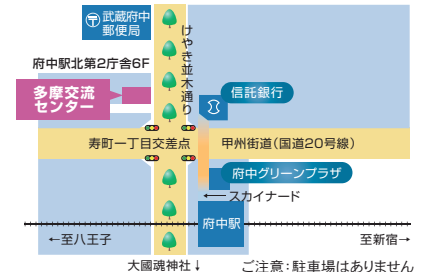 武蔵府中
郵便局
けやき並木通り
府中駅北第2庁舎6F
多摩交流
センター
信託銀行
寿町一丁目交差点
甲州街道(国道20号線)
府中グリーンプラザ
←スカイナード
府中駅
←至八王子
至新宿→
大國魂神社↓
ご注意:駐車場はありません